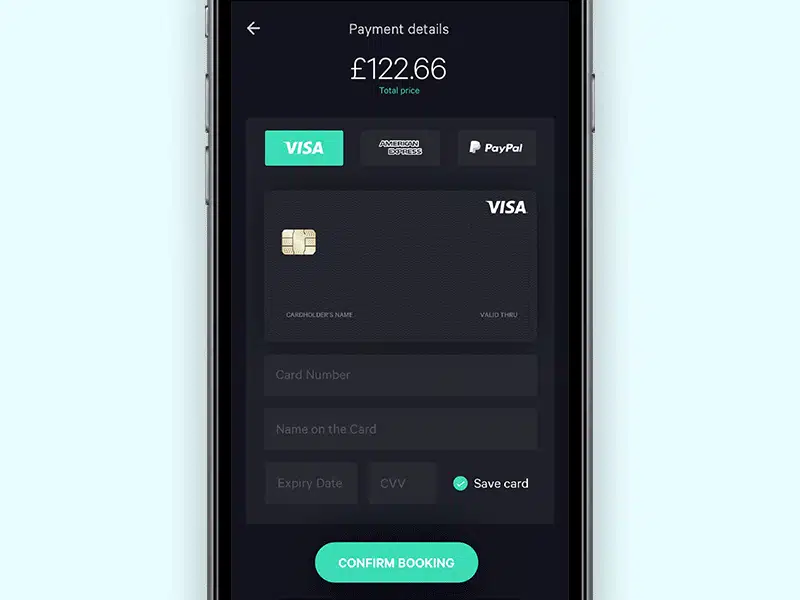 Payment details
£122.66
Total price
VISA
AMERICAN
EXPRESS
PayPal
VISA
CARDHOLDER'S NAME
VALID THRU
Card Number
Name on the Card
Expiry Date
CVV
Save card
CONFIRM BOOKING